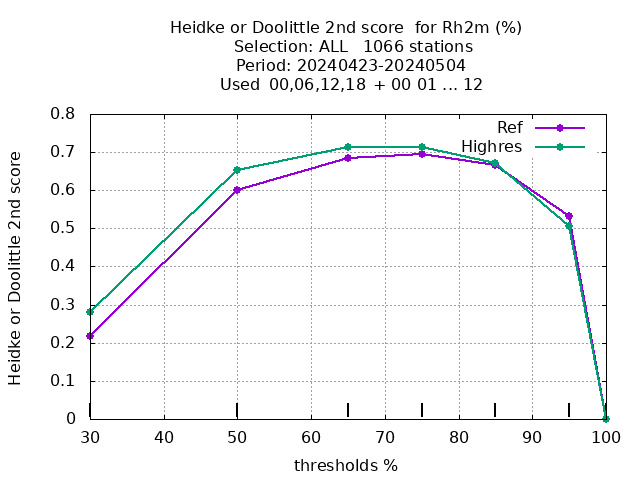 Heidke or Doolittle 2nd score  for Rh2m (%)
Selection: ALL   1066 stations
Period: 20240423-20240504
Used  00,06,12,18  + 00 01 ... 12
Ref
Highres
Heidke or Doolittle 2nd score
0.8
0.7
0.6
0.5
0.4
0.3
0.2
0.1
0
30 40 50 60 70 80 90 100
thresholds %